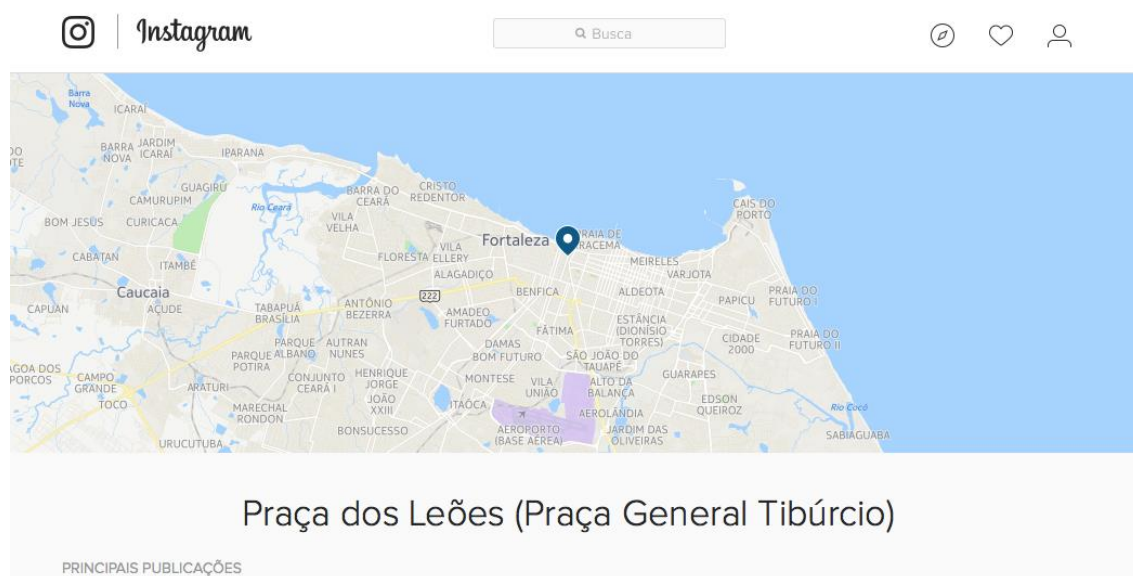 Instagram
Busca
Barra
Nova
ICARAÍ
BARRA JARDIM
NOVA ICARAÍ
IPARANA
GUAGIRU
CAMURUPIM
Rio Ceará
BARRA DO
CEARÁ
CRISTO
REDENTOR
CAIS DO
PORTO
BOM JESUS
CURICACA
VILA
VELHA
Fortaleza
PRAIA DE
IRACEMA
CABATAN
ITAMBÉ
FLORESTA
VILA
ELLERY
ALAGADIÇO
MEIRELES
VARJOTA
Caucaia
AÇUDE
CAPUAN
TABAPUÁ
BRASÍLIA
ANTÔNIO
BEZERRA
222
BENFICA
ALDEOTA
PAPICU
PRAIA DO
FUTURO I
AMADEO
FURTADO
FÁTIMA
ESTÂNCIA
(DIONÍSIO
TORRES)
CIDADE
2000
PRAIA DO
FUTURO II
PARQUE
ALBANO
AUTRAN
NUNES
PARQUE
POTIRA
DAMAS
BOM FUTURO
SÃO JOÃO DO
TAUAPÉ
GUARAPES
CAMPO
GRANDE
ARATURI
CONJUNTO
CEARÁ I
HENRIQUE
JORGE
MONTESE
VILA
UNIÃO
ALTO DA
BALANÇA
EDSON
QUEIROZ
TOCO
MARECHAL
RONDON
JOÃO
XXIII
ITAÓCA
AEROLÂNDIA
Rio Cocó
BONSUCESSO
AEROPORTO
(BASE AÉREA)
JARDIM DAS
OLIVEIRAS
SABIAGUABA
URUCUTUBA
Praça dos Leões (Praça General Tibúrcio)
PRINCIPAIS PUBLICAÇÕES